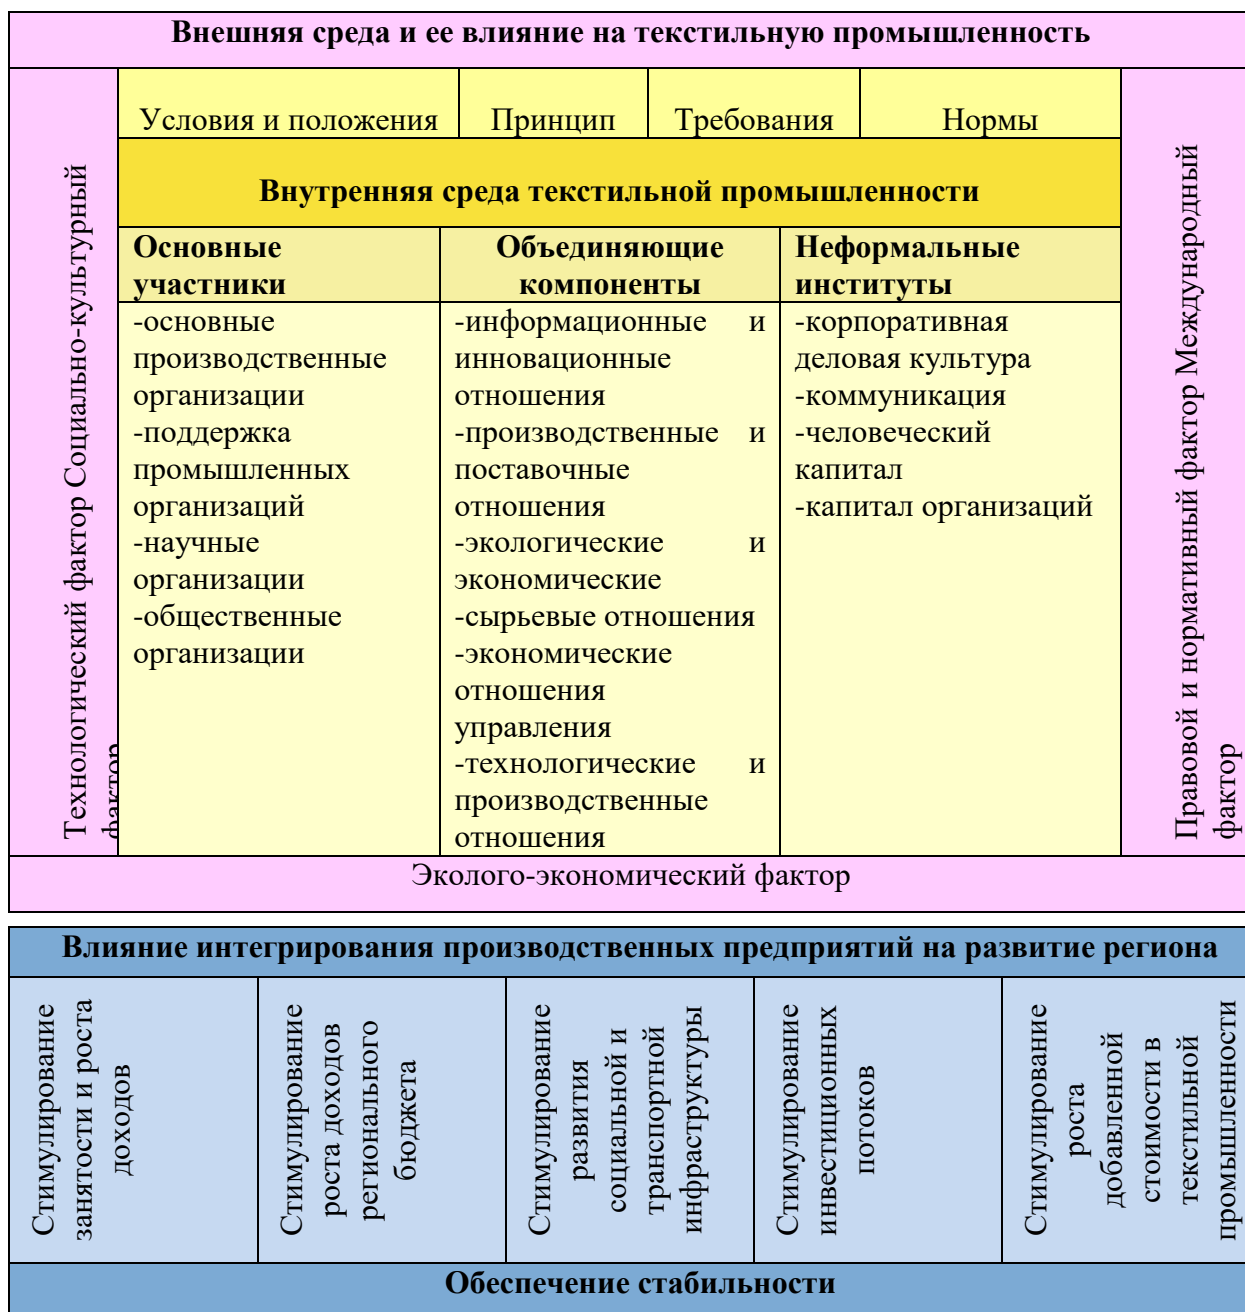 Внешняя среда и ее влияние на текстильную промышленность
Технологический фактор Социально-культурный
фактор
Условия и положения
Принцип
Требования
Нормы
Внутренняя среда текстильной промышленности
Основные
участники
-основные
производственные
организации
-поддержка
промышленных
организаций
-научные
организации
-общественные
организации
Объединяющие
компоненты
-информационные и
инновационные
отношения
-производственные и
поставочные
отношения
-экологические и
экономические
-сырьевые отношения
-экономические
отношения
управления
-технологические и
производственные
отношения
Неформальные
институты
-корпоративная
деловая культура
-коммуникация
-человеческий
капитал
-капитал организаций
Правовой и нормативный фактор Международный
фактор
Эколого-экономический фактор
Влияние интегрирования производственных предприятий на развитие региона
Стимулирование
занятости и роста
доходов
Стимулирование
роста доходов
регионального
бюджета
Стимулирование
развития
социальной и
транспортной
инфраструктуры
Стимулирование
инвестиционных
потоков
Стимулирование
роста
добавленной
стоимости в
текстильной
промышленности
Обеспечение стабильности